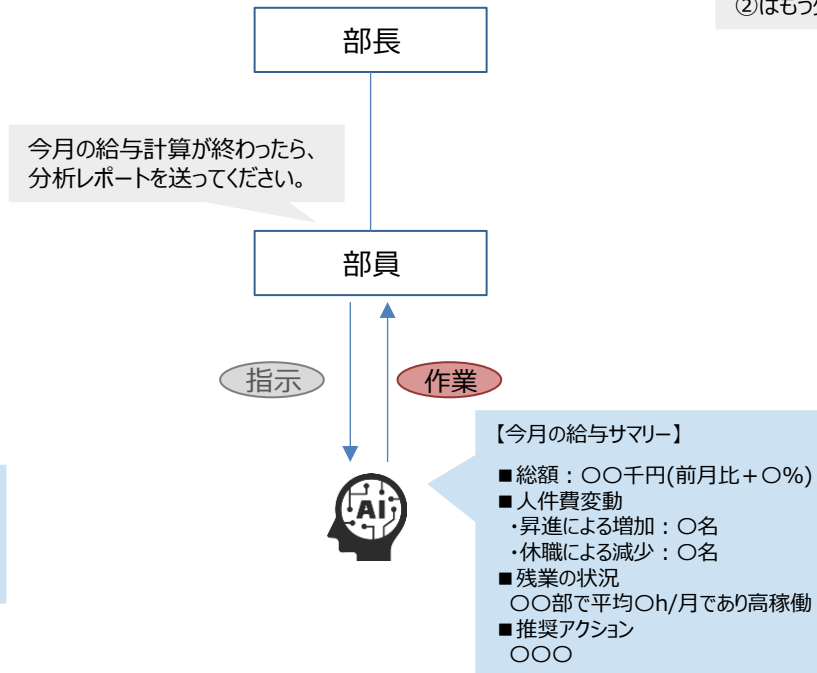 ②はもう
部長
今月の給与計算が終わったら、
分析レポートを送ってください。
部員
指示
作業
AI
【今月の給与サマリー】
■総額：〇〇千円(前月比＋〇%)
■人件費変動
・昇進による増加：〇名
・休職による減少：〇名
■残業の状況
〇〇部で平均〇h/月であり高稼働
■推奨アクション
〇〇〇